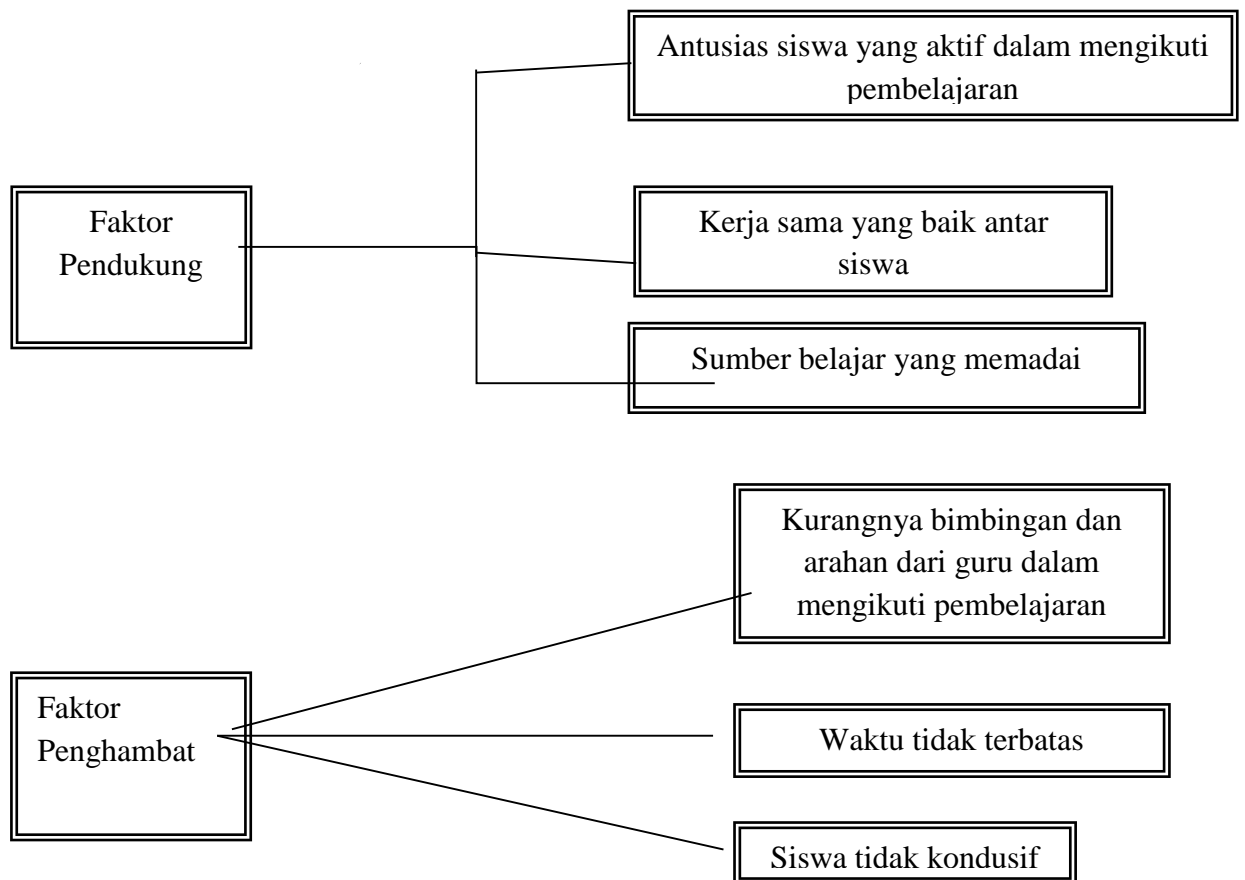 Antusias siswa yang aktif dalam mengikuti
pembelajaran
Faktor
Pendukung
Kerja sama yang baik antar
siswa
Sumber belajar yang memadai
Kurangnya bimbingan dan
arahan dari guru dalam
mengikuti pembelajaran
Faktor
Penghambat
Waktu tidak terbatas
Siswa tidak kondusif